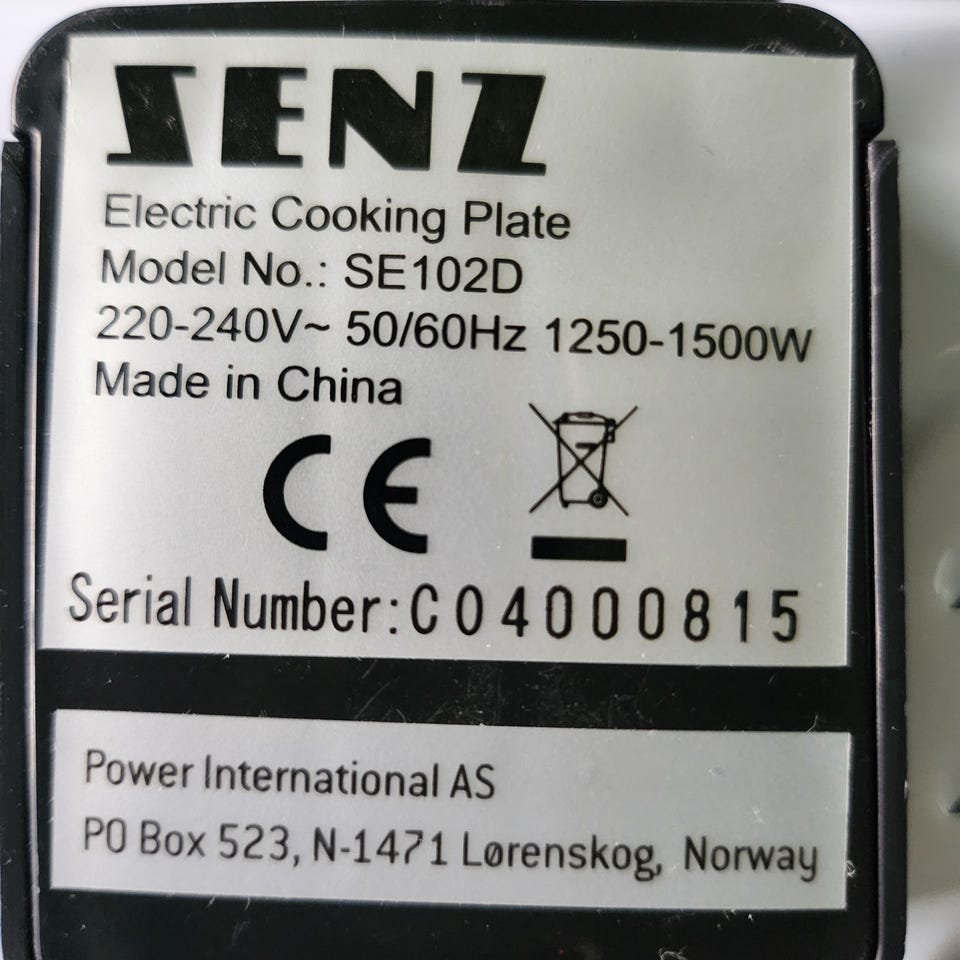 SENZ
Electric Cooking Plate
Model No.: SE102D
220-240V~ 50/60Hz 1250-1500W
Made in China
CE
Serial Number:C04000815
Power International AS
PO Box 523, N-1471 Lørenskog, Norway